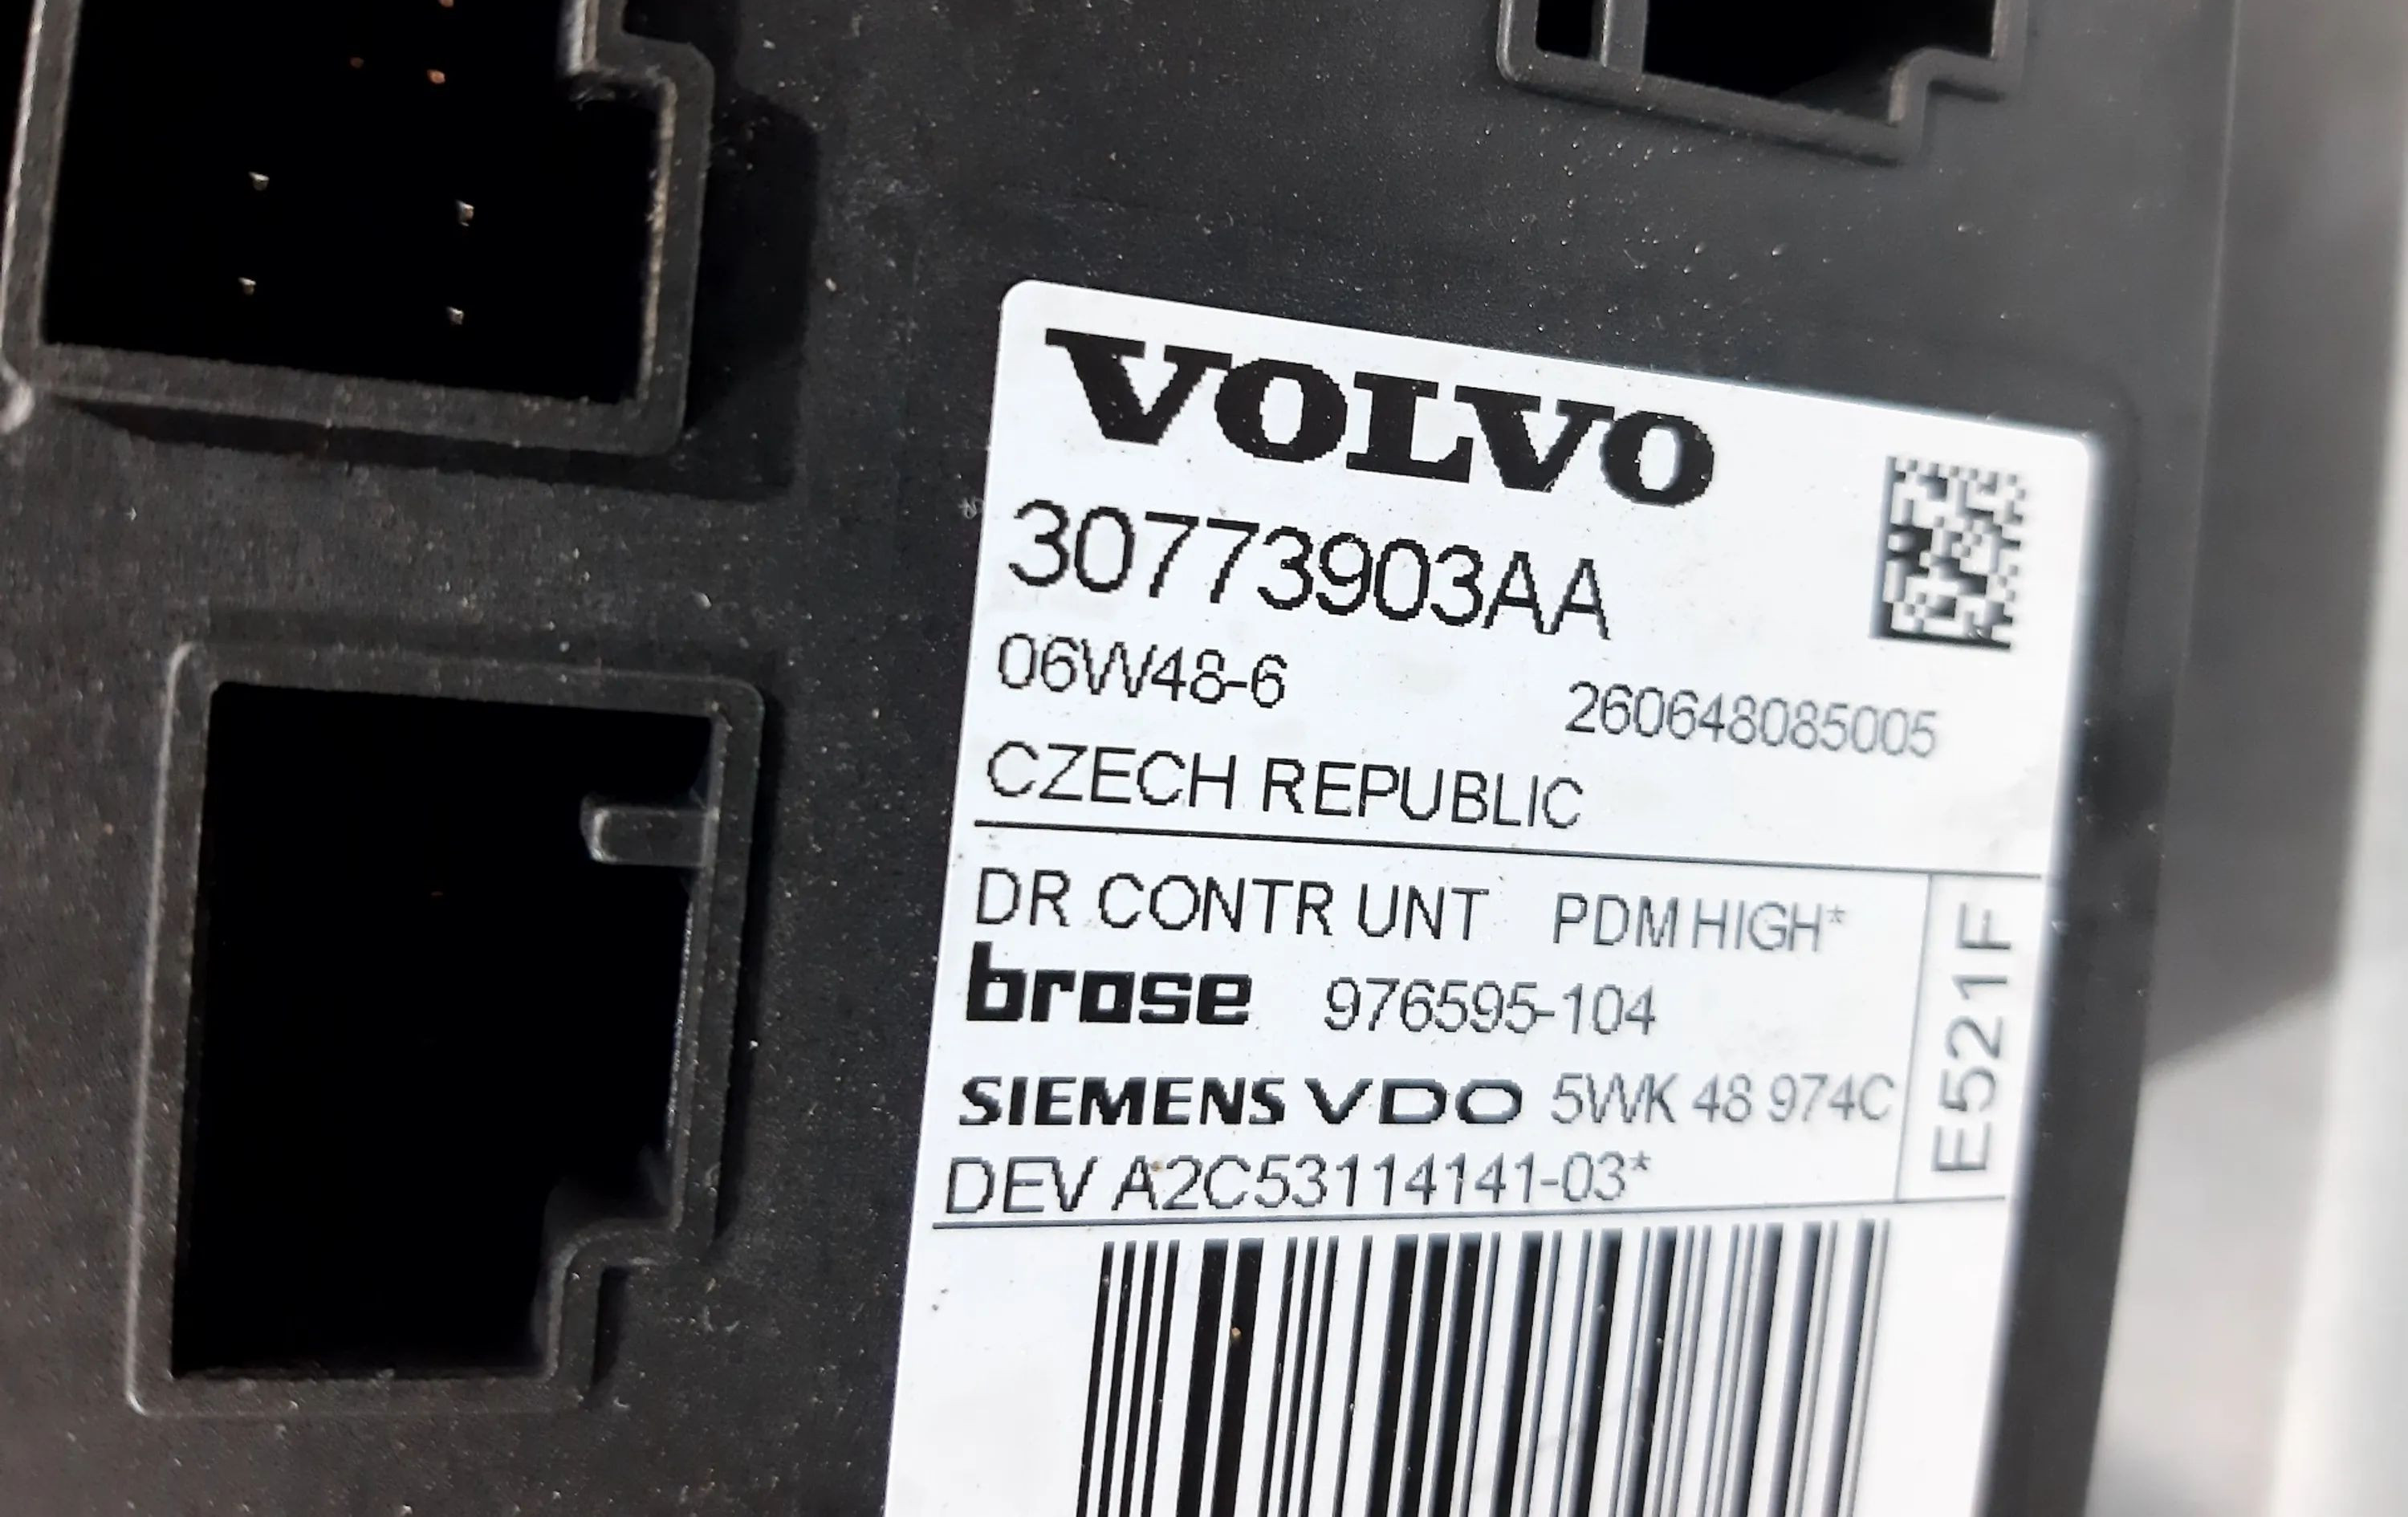 VOLVO
30773903AA
06W48-6 260648085005
CZECH REPUBLIC
DR CONTR UNT PDM HIGH*
brose 976595-104
SIEMENS VDO 5WK 48 974C
DEV A2C53114141-03*
E521F